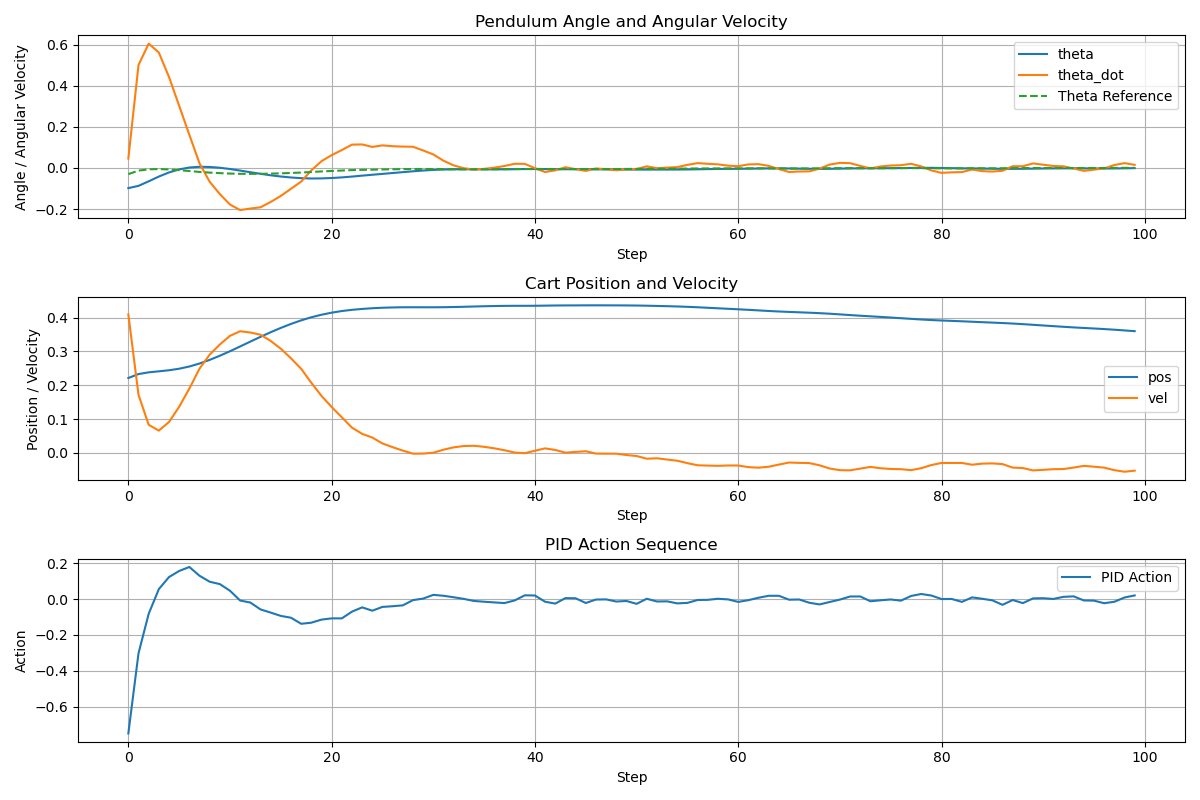 Pendulum Angle and Angular Velocity
Angle / Angular Velocity
0.6
0.4
0.2
0.0
−0.2
theta
theta_dot
Theta Reference
0 20 40 60 80 100
Step
Cart Position and Velocity
Position / Velocity
0.4
0.3
0.2
0.1
0.0
pos
vel
0 20 40 60 80 100
Step
PID Action Sequence
Action
0.2
0.0
−0.2
−0.4
−0.6
PID Action
0 20 40 60 80 100
Step